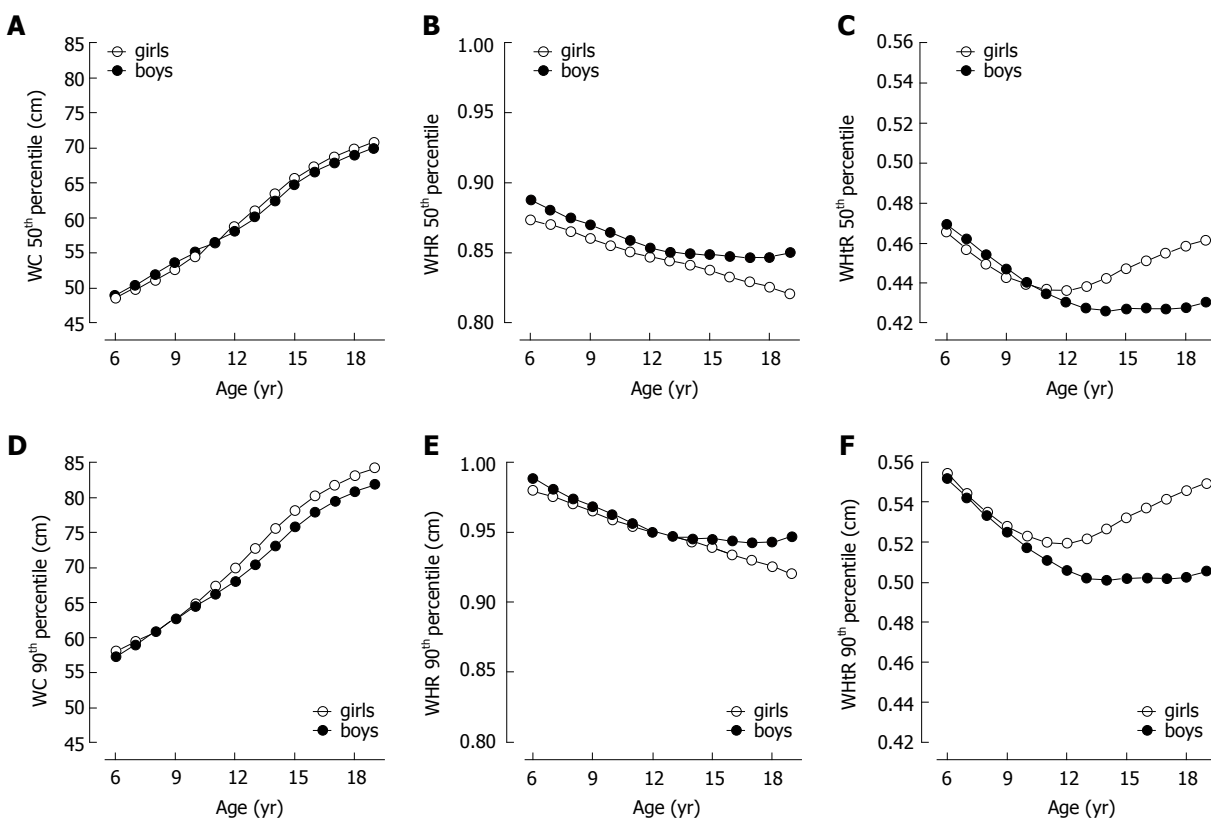 A
girls
boys
WC 50th percentile (cm)
85
80
75
70
65
60
55
50
45
6 9 12 15 18
Age (yr)
B
girls
boys
WHR 50th percentile
1.00
0.95
0.90
0.85
0.80
6 9 12 15 18
Age (yr)
C
girls
boys
WHtR 50th percentile
0.56
0.54
0.52
0.50
0.48
0.46
0.44
0.42
6 9 12 15 18
Age (yr)
D
WC 90th percentile (cm)
85
80
75
70
65
60
55
50
45
girls
boys
6 9 12 15 18
Age (yr)
E
WHR 90th percentile (cm)
1.00
0.95
0.90
0.85
0.80
girls
boys
6 9 12 15 18
Age (yr)
F
WHtR 90th percentile (cm)
0.56
0.54
0.52
0.50
0.48
0.46
0.44
0.42
girls
boys
6 9 12 15 18
Age (yr)